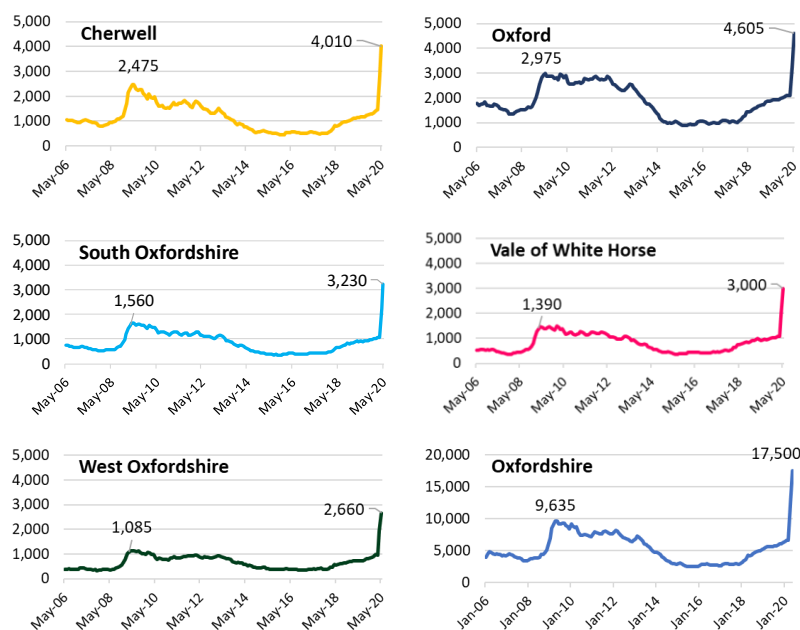 Cherwell
5,000
4,000
3,000
2,000
1,000
0
2,475
4,010
May-06
May-08
May-10
May-12
May-14
May-16
May-18
May-20
Oxford
5,000
4,000
3,000
2,000
1,000
0
2,975
4,605
May-06
May-08
May-10
May-12
May-14
May-16
May-18
May-20
South Oxfordshire
5,000
4,000
3,000
2,000
1,000
0
1,560
3,230
May-06
May-08
May-10
May-12
May-14
May-16
May-18
May-20
Vale of White Horse
5,000
4,000
3,000
2,000
1,000
0
1,390
3,000
May-06
May-08
May-10
May-12
May-14
May-16
May-18
May-20
West Oxfordshire
5,000
4,000
3,000
2,000
1,000
0
1,085
2,660
May-06
May-08
May-10
May-12
May-14
May-16
May-18
May-20
Oxfordshire
20,000
15,000
10,000
5,000
0
9,635
17,500
Jan-06
Jan-08
Jan-10
Jan-12
Jan-14
Jan-16
Jan-18
Jan-20